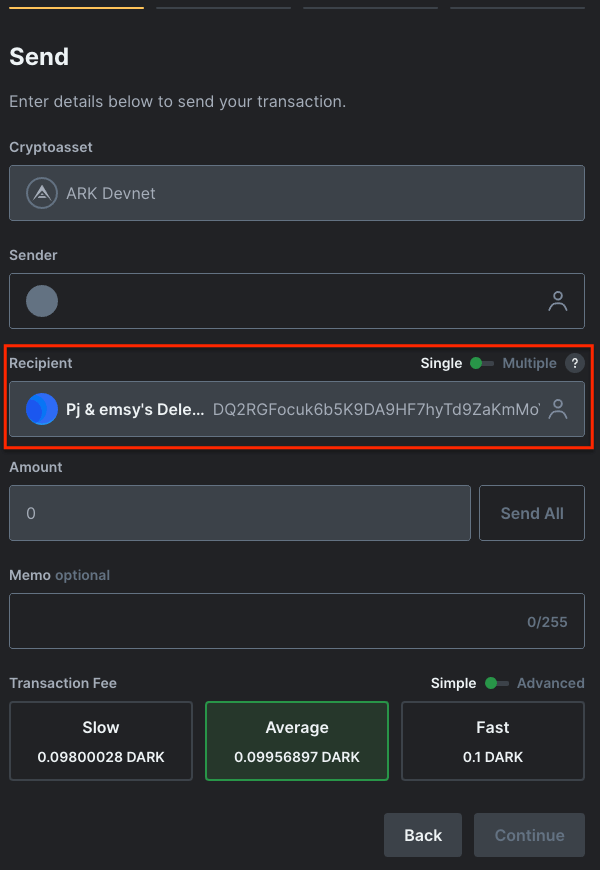 Send
Enter details below to send your transaction.
Cryptoasset
ARK Devnet
Sender
Recipient Single Multiple ?
Pj & emsy's Dele... DQ2RGFocuk6b5K9DA9HF7hyTd9ZaKmMo
Amount
0 Send All
Memo optional
0/255
Transaction Fee Simple Advanced
Slow Average Fast
0.09800028 DARK 0.09956897 DARK 0.1 DARK
Back Continue